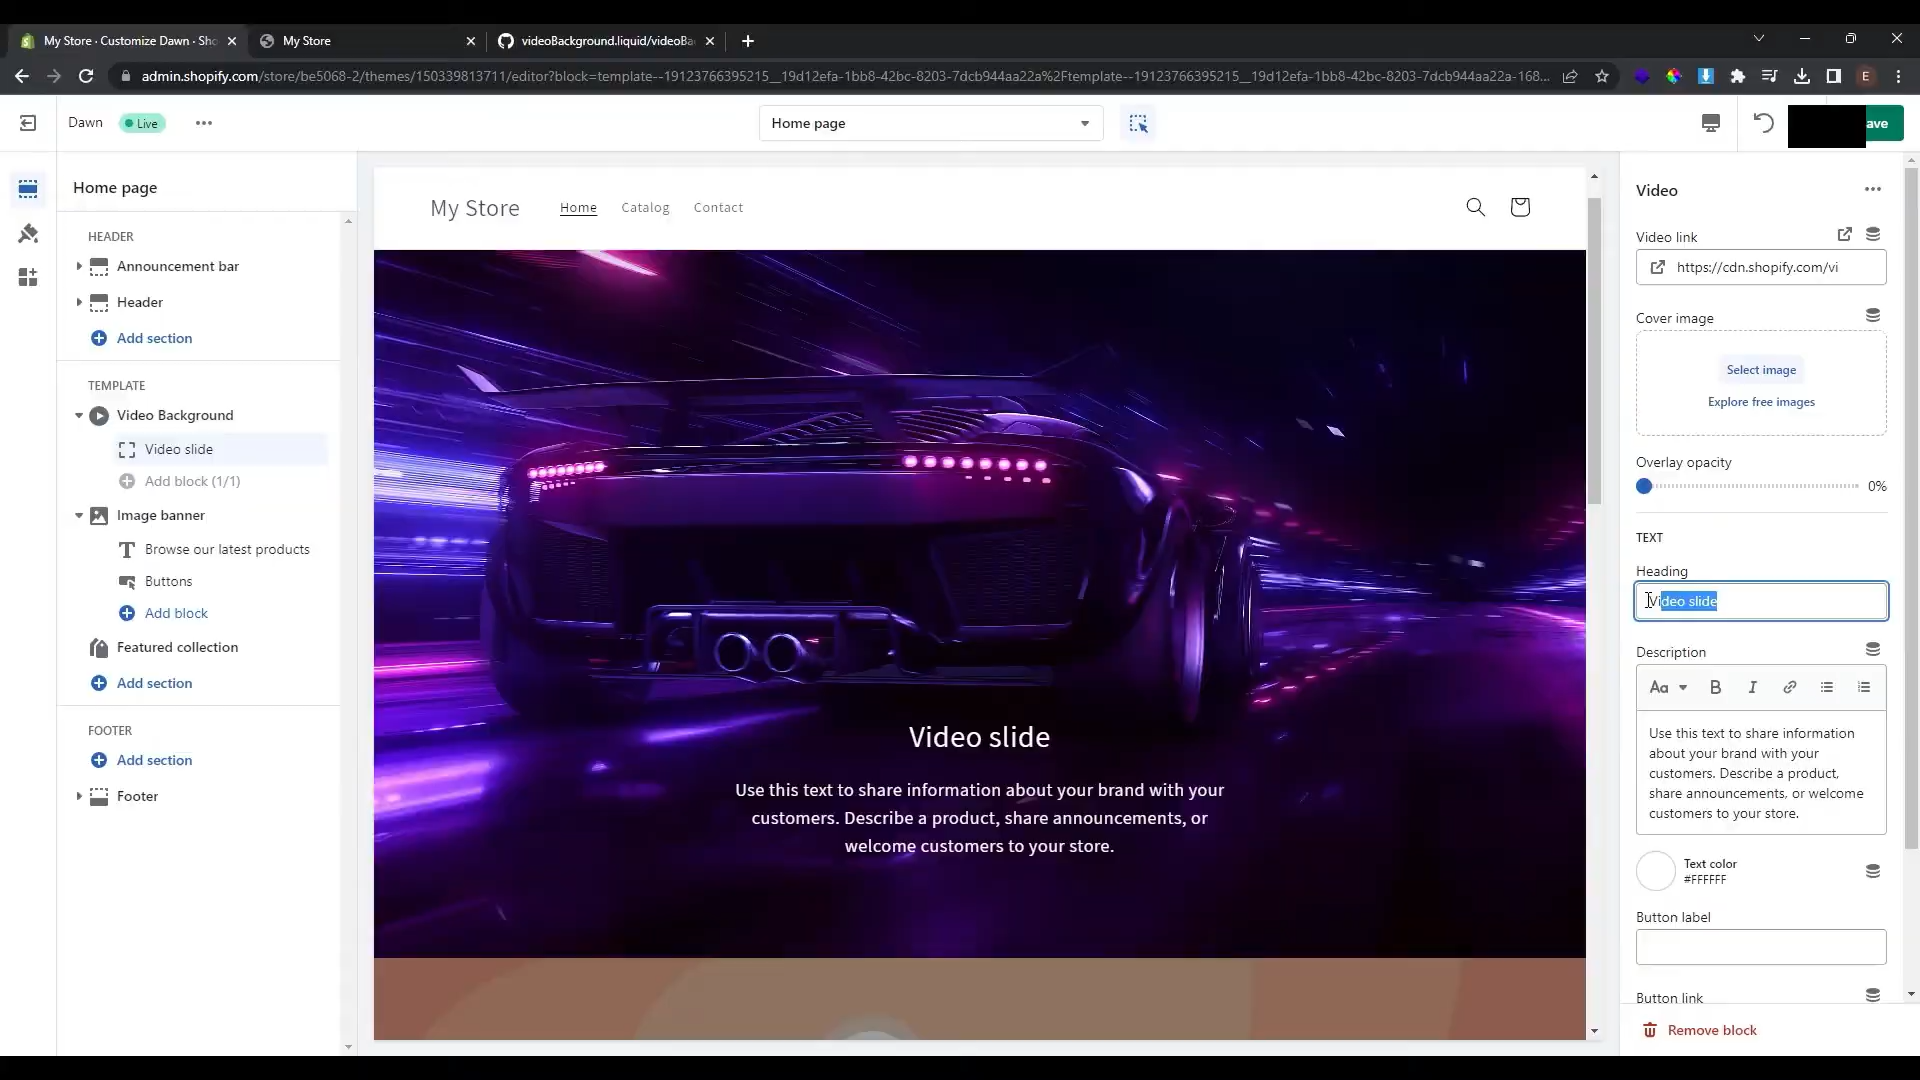 My Store · Customize Dawn · Sho
My Store
videoBackground.liquid/videoBa
admin.shopify.com/store/be5068-2/themes/150339813711/editor?block=template--19123766395215__19d12efa-1bb8-42bc-8203-7dcb944aa22a%2Ftemplate--19123766395215__19d12efa-1bb8-42bc-8203-7dcb944aa22a-168...
E
Dawn
Live
Home page
ave
Home page
HEADER
Announcement bar
Header
Add section
TEMPLATE
Video Background
Video slide
Add block (1/1)
Image banner
Browse our latest products
Buttons
Add block
Featured collection
Add section
FOOTER
Add section
Footer
My Store
Home
Catalog
Contact
Video slide
Use this text to share information about your brand with your
customers. Describe a product, share announcements, or
welcome customers to your store.
Video
Video link
https://cdn.shopify.com/vi
Cover image
Select image
Explore free images
Overlay opacity
0%
TEXT
Heading
Video slide
Description
Aa
B
I
Use this text to share information
about your brand with your
customers. Describe a product,
share announcements, or welcome
customers to your store.
Text color
#FFFFFF
Button label
Button link
Remove block